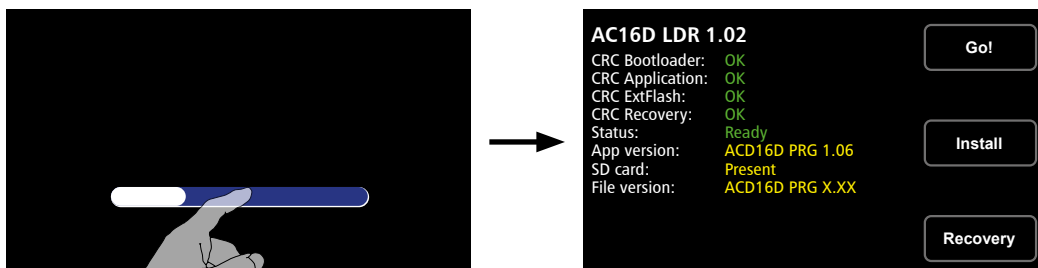 AC16D LDR 1.02
CRC Bootloader: OK
CRC Application: OK
CRC ExtFlash: OK
CRC Recovery: OK
Status: Ready
App version: ACD16D PRG 1.06
SD card: Present
File version: ACD16D PRG X.XX
Go!
Install
Recovery